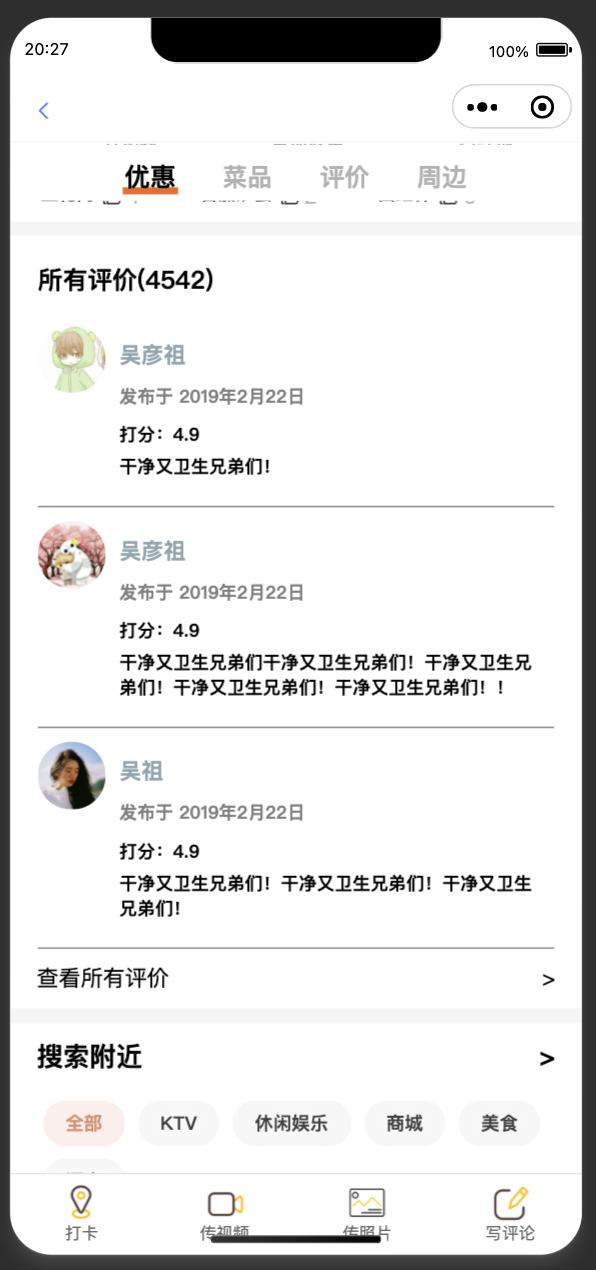 20:27
100%
优惠 菜品 评价 周边
所有评价(4542)
吴彦祖
发布于 2019年2月22日
打分：4.9
干净又卫生兄弟们！
吴彦祖
发布于 2019年2月22日
打分：4.9
干净又卫生兄弟们干净又卫生兄弟们！干净又卫生兄
弟们！干净又卫生兄弟们！干净又卫生兄弟们！！
吴祖
发布于 2019年2月22日
打分：4.9
干净又卫生兄弟们！干净又卫生兄弟们！干净又卫生
兄弟们！
查看所有评价 >
搜索附近 >
全部 KTV 休闲娱乐 商城 美食
打卡 传视频 传照片 写评论